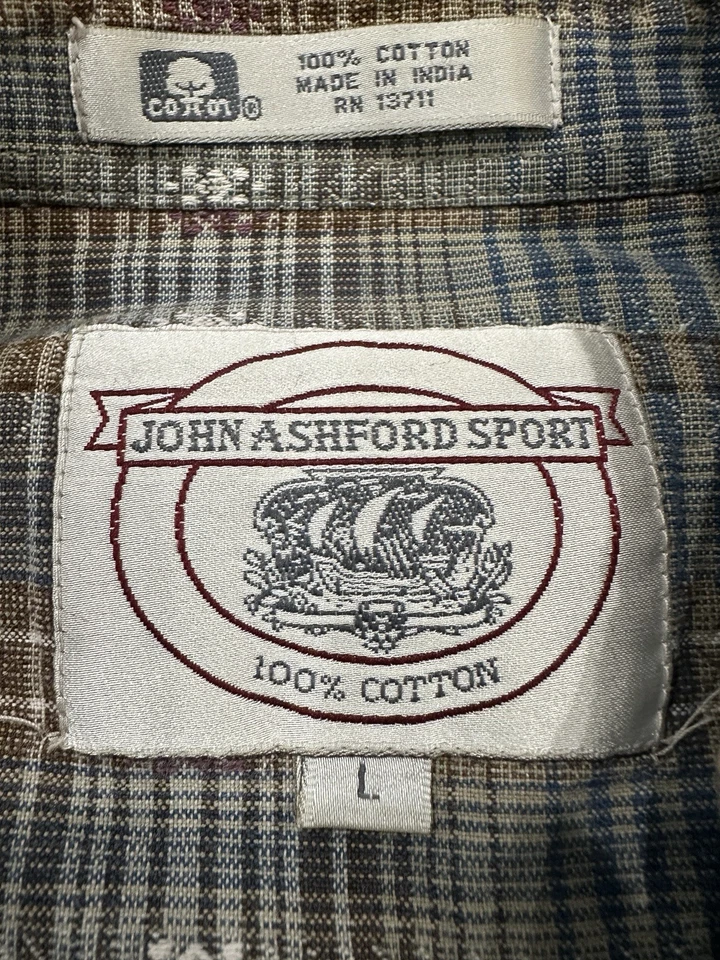 100% COTTON
MADE IN INDIA
RN 13711
cotton®
JOHN ASHFORD SPORT
100% COTTON
L